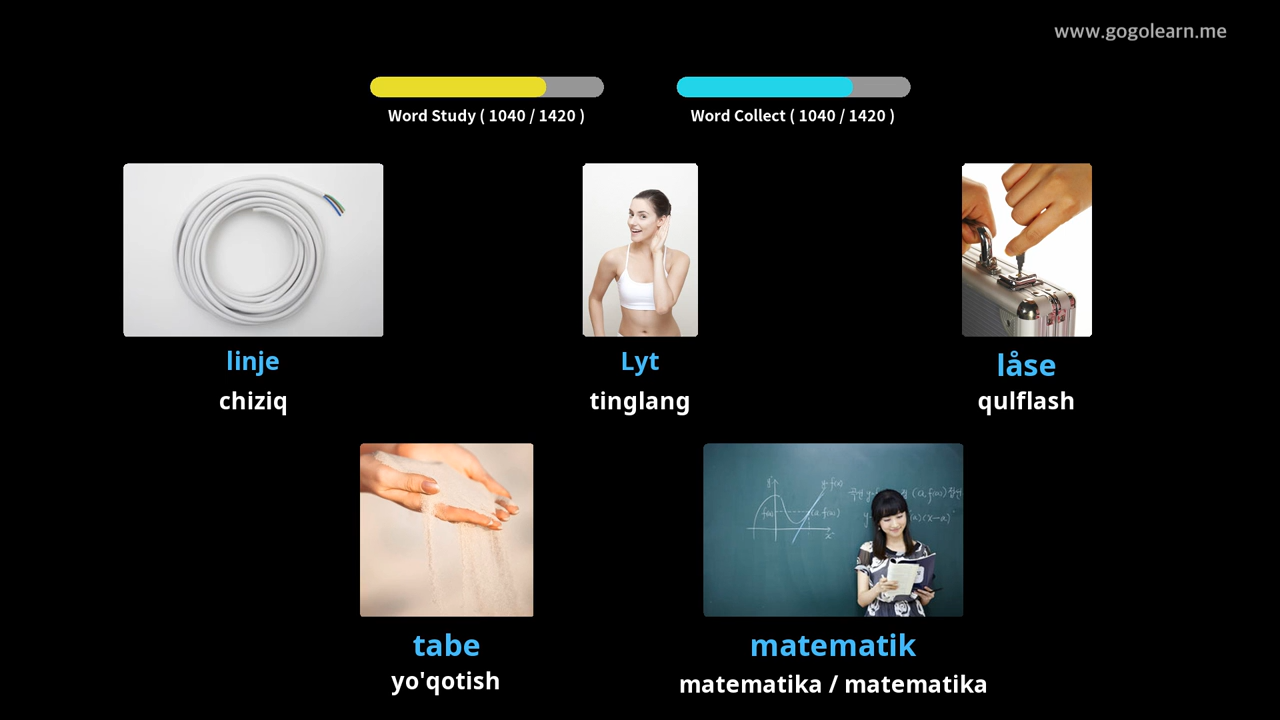 www.gogolearn.me
Word Study ( 1040 / 1420 )
Word Collect ( 1040 / 1420 )
linje
chiziq
Lyt
tinglang
låse
qulflash
tabe
yo'qotish
matematik
matematika / matematika